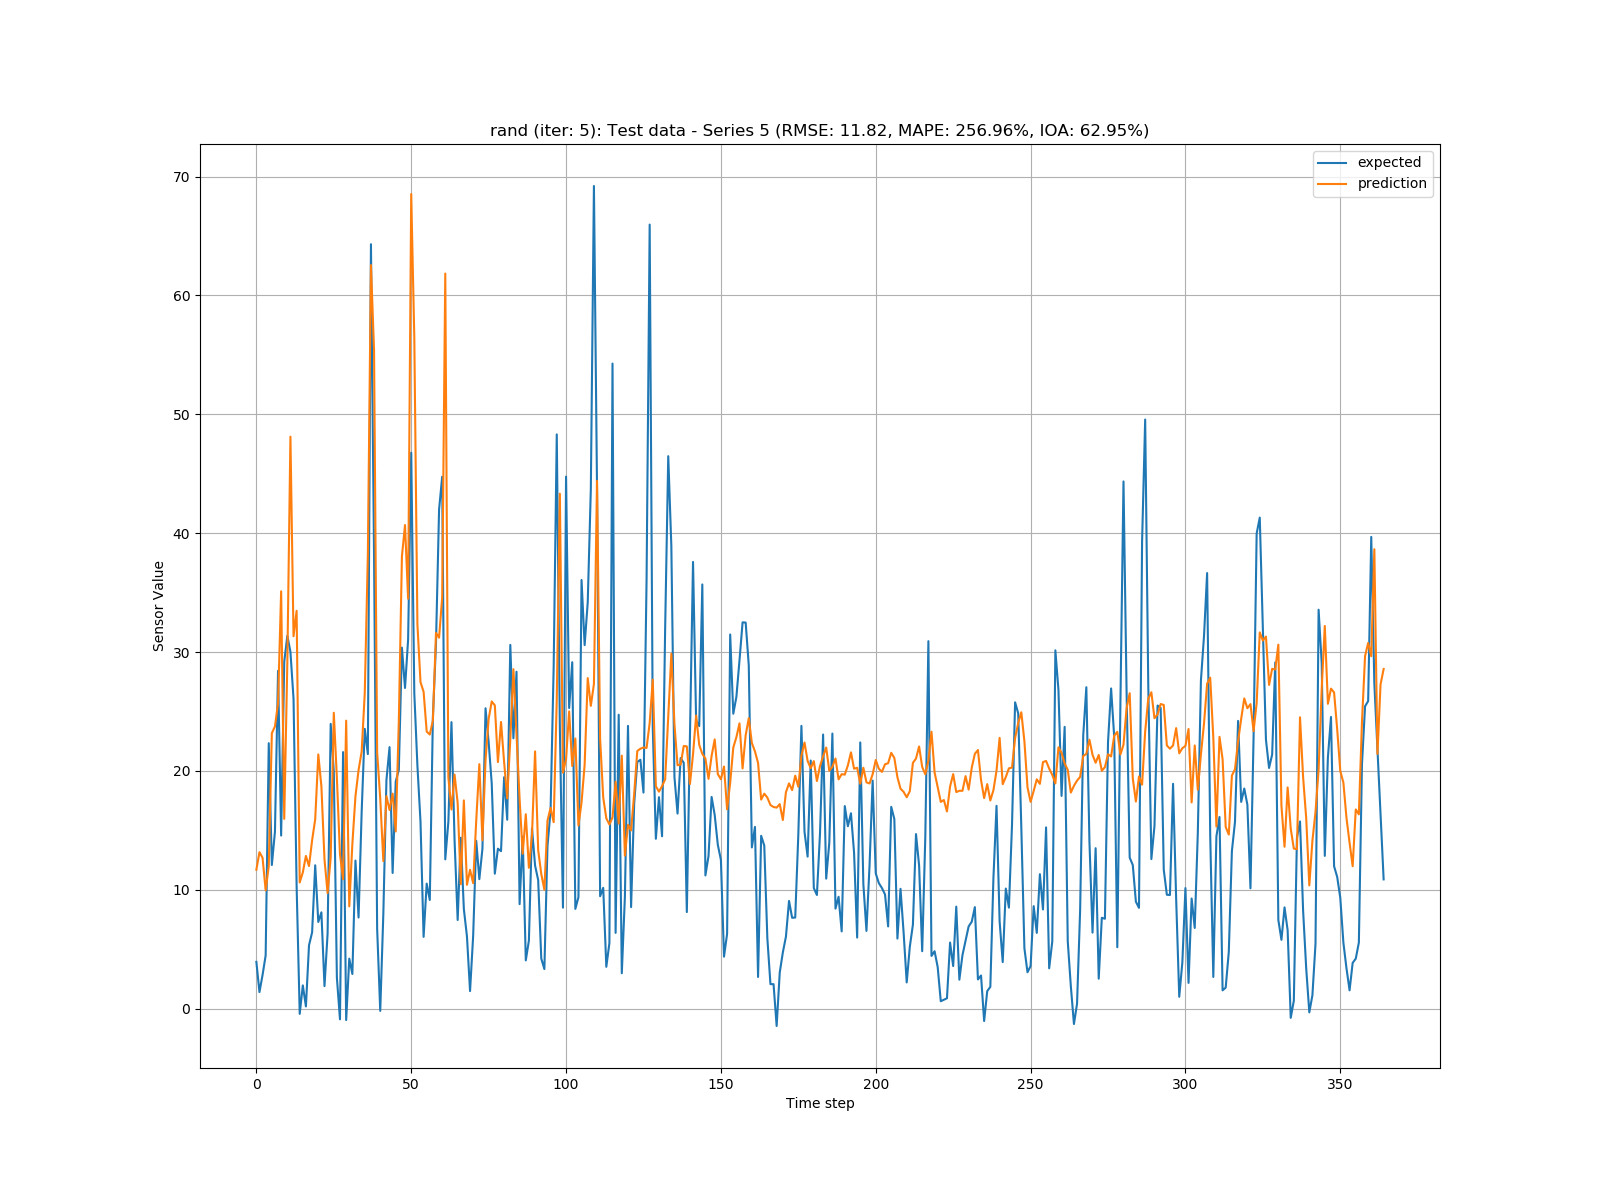 rand (iter: 5): Test data - Series 5 (RMSE: 11.82, MAPE: 256.96%, IOA: 62.95%)
expected
prediction
70
60
50
40
30
20
10
0
Sensor Value
0 50 100 150 200 250 300 350
Time step